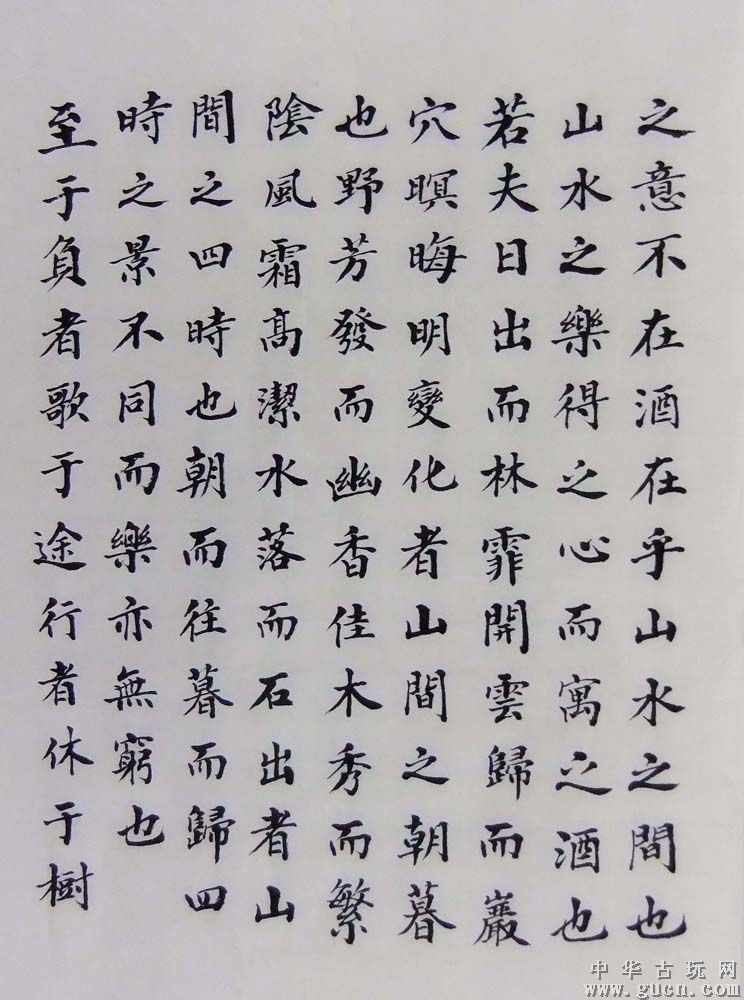 之意不在酒在乎山水之間也
山水之樂得之心而寓之酒也
若夫日出而林霏開雲歸而巖
穴暝晦明變化者山間之朝暮
也野芳發而幽香佳木秀而繁
陰風霜高潔水落而石出者山
間之四時也朝而往暮而歸四
時之景不同而樂亦無窮也
至于負者歌于途行者休于樹
中华古玩网
www.gucn.com